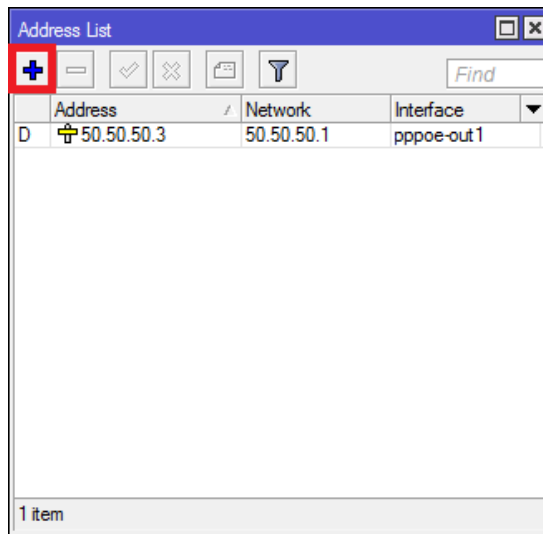 Address List
Find
Address Network Interface
D 50.50.50.3 50.50.50.1 pppoe-out1
1 item